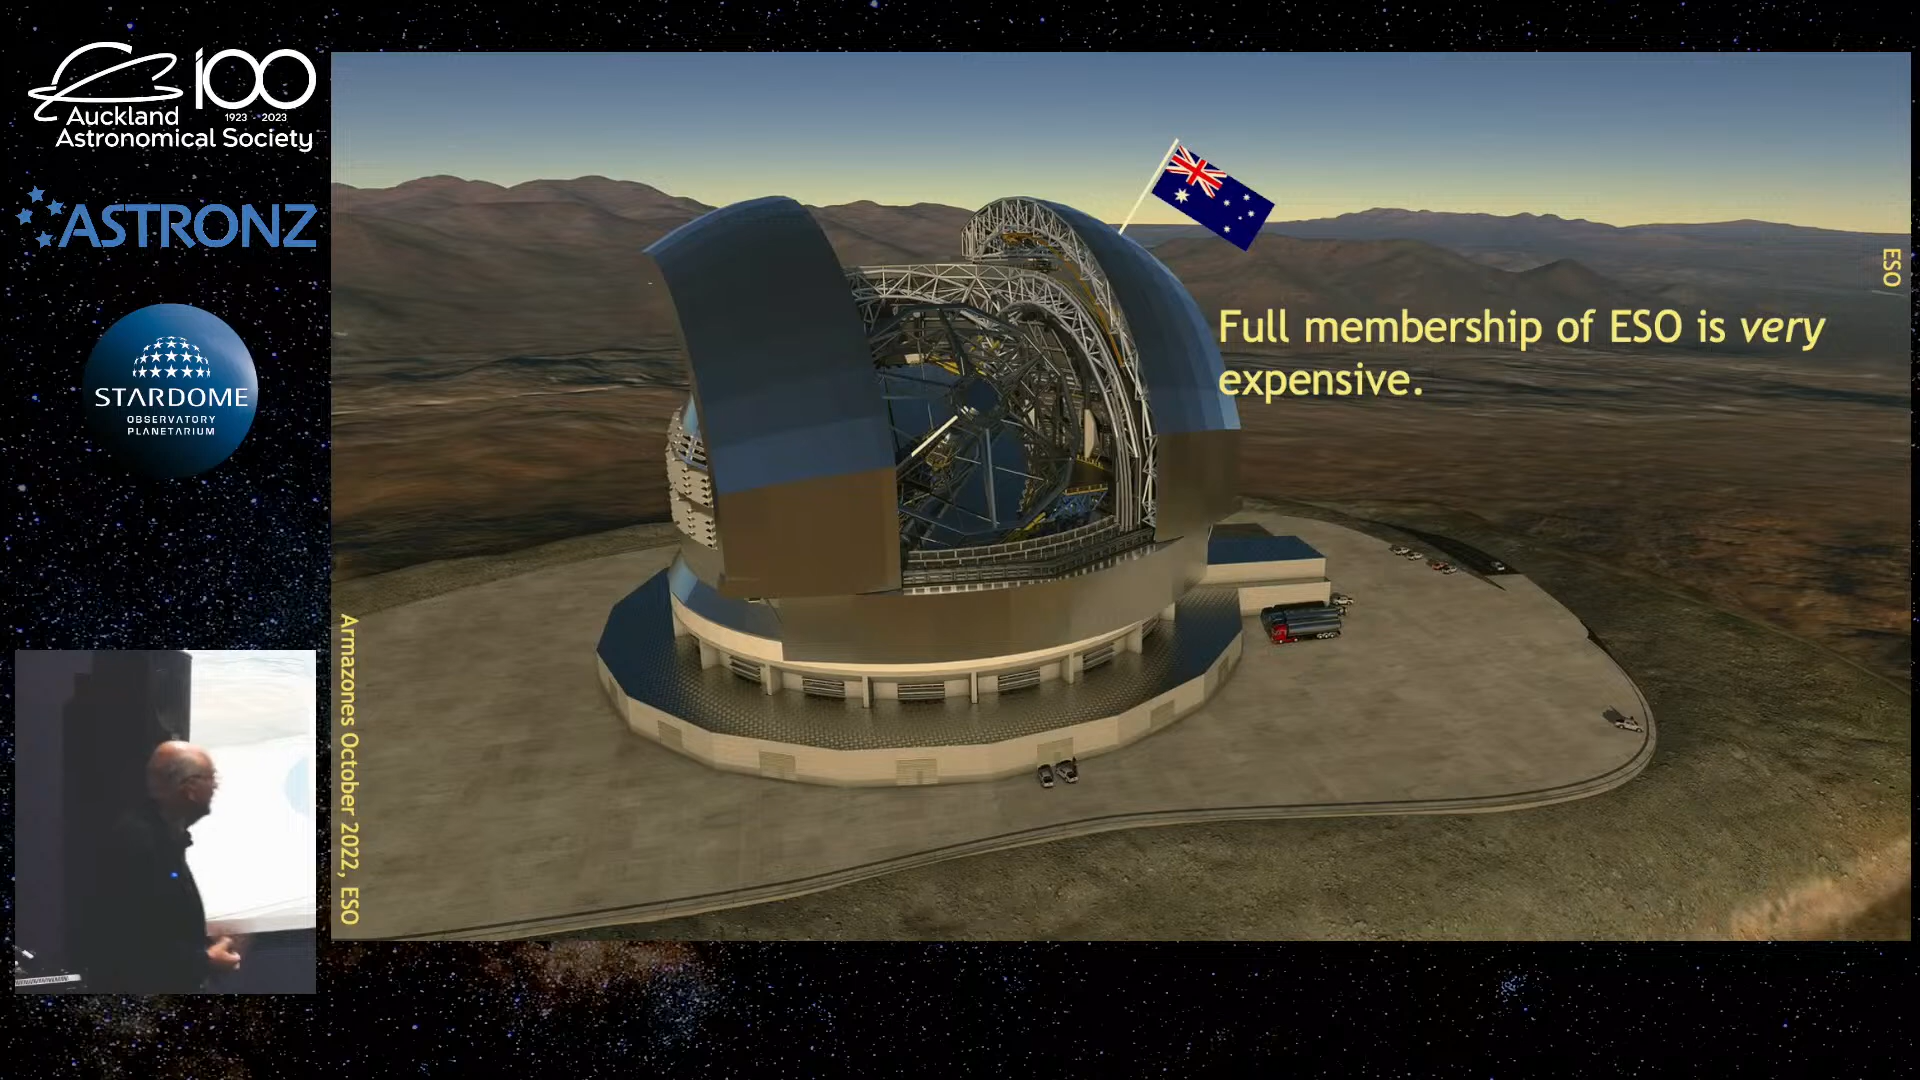 100
Auckland
1923 - 2023
Astronomical Society
ASTRONZ
STARDOME
OBSERVATORY
PLANETARIUM
Full membership of ESO is very
expensive.
ESO
Armazones October 2022, ESO